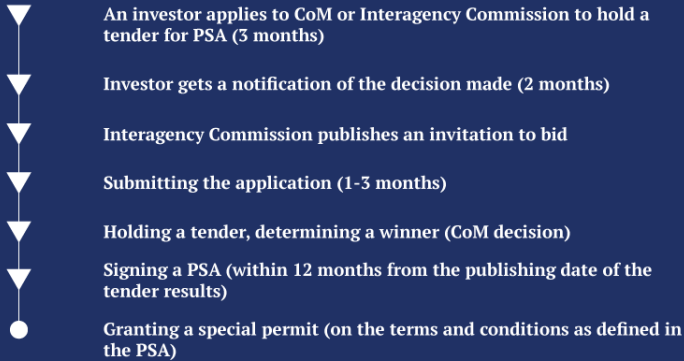 An investor applies to CoM or Interagency Commission to hold a
tender for PSA (3 months)
Investor gets a notification of the decision made (2 months)
Interagency Commission publishes an invitation to bid
Submitting the application (1-3 months)
Holding a tender, determining a winner (CoM decision)
Signing a PSA (within 12 months from the publishing date of the
tender results)
Granting a special permit (on the terms and conditions as defined in
the PSA)